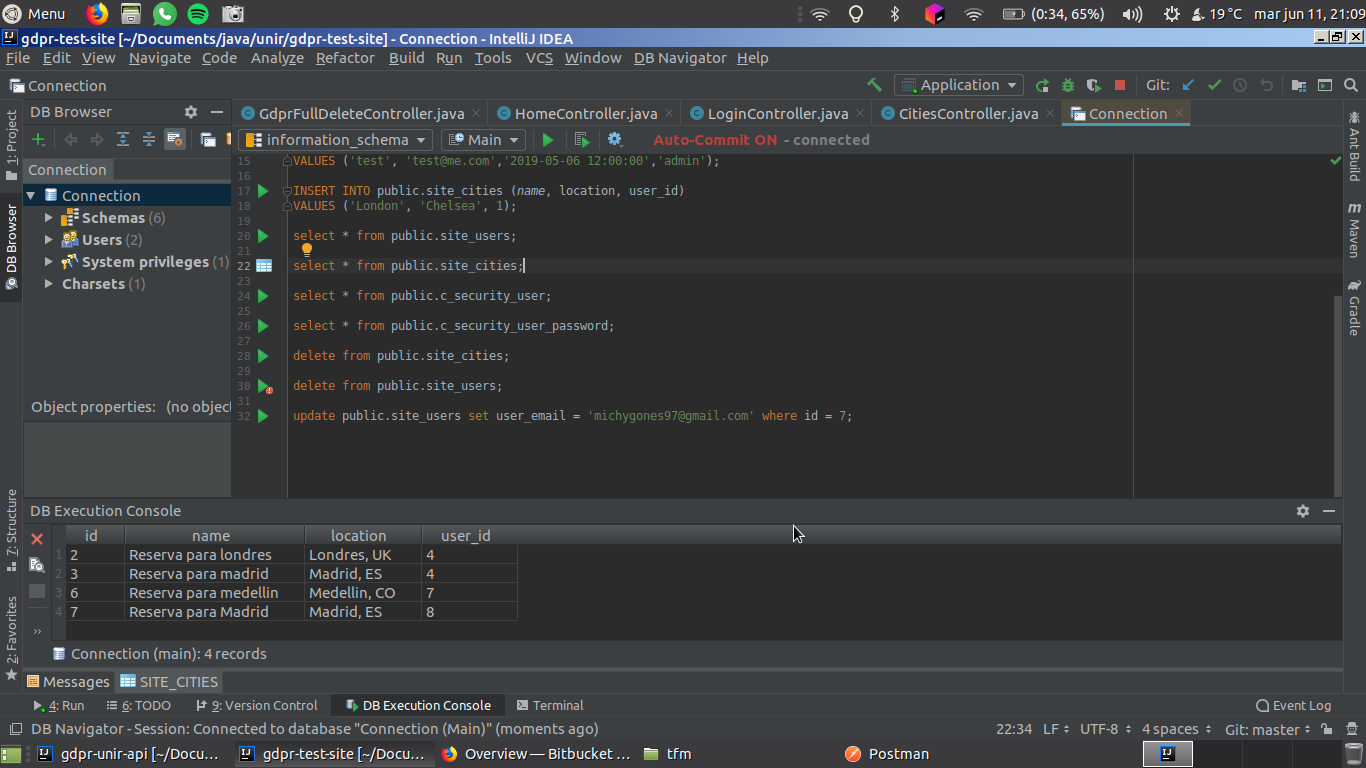 Menu
(0:34, 65%)
19 °C
mar jun 11, 21:09
gdpr-test-site [~/Documents/java/unir/gdpr-test-site] - Connection - IntelliJ IDEA
File Edit View Navigate Code Analyze Refactor Build Run Tools VCS Window DB Navigator Help
Connection
Application
Git:
DB Browser
GdprFullDeleteController.java
HomeController.java
LoginController.java
CitiesController.java
Connection
information_schema
Main
Auto-Commit ON - connected
1: Project
DB Browser
7: Structure
2: Favorites
Connection
Connection
Schemas (6)
Users (2)
System privileges (1)
Charsets (1)
Object properties: (no object
15 VALUES ('test', 'test@me.com','2019-05-06 12:00:00','admin');
16
17 INSERT INTO public.site_cities (name, location, user_id)
18 VALUES ('London', 'Chelsea', 1);
19
20 select * from public.site_users;
21
22 select * from public.site_cities;
23
24 select * from public.c_security_user;
25
26 select * from public.c_security_user_password;
27
28 delete from public.site_cities;
29
30 delete from public.site_users;
31
32 update public.site_users set user_email = 'michygones97@gmail.com' where id = 7;
Ant Build
m
Maven
Gradle
DB Execution Console
id name location user_id
1 2 Reserva para londres Londres, UK 4
2 3 Reserva para madrid Madrid, ES 4
3 6 Reserva para medellin Medellin, CO 7
4 7 Reserva para Madrid Madrid, ES 8
Connection (main): 4 records
Messages
SITE_CITIES
4: Run
6: TODO
9: Version Control
DB Execution Console
Terminal
Event Log
DB Navigator - Session: Connected to database "Connection (Main)" (moments ago)
22:34 LF UTF-8 4 spaces Git: master
gdpr-unir-api [~/Docu...
gdpr-test-site [~/Docu...
Overview — Bitbucket ...
tfm
Postman